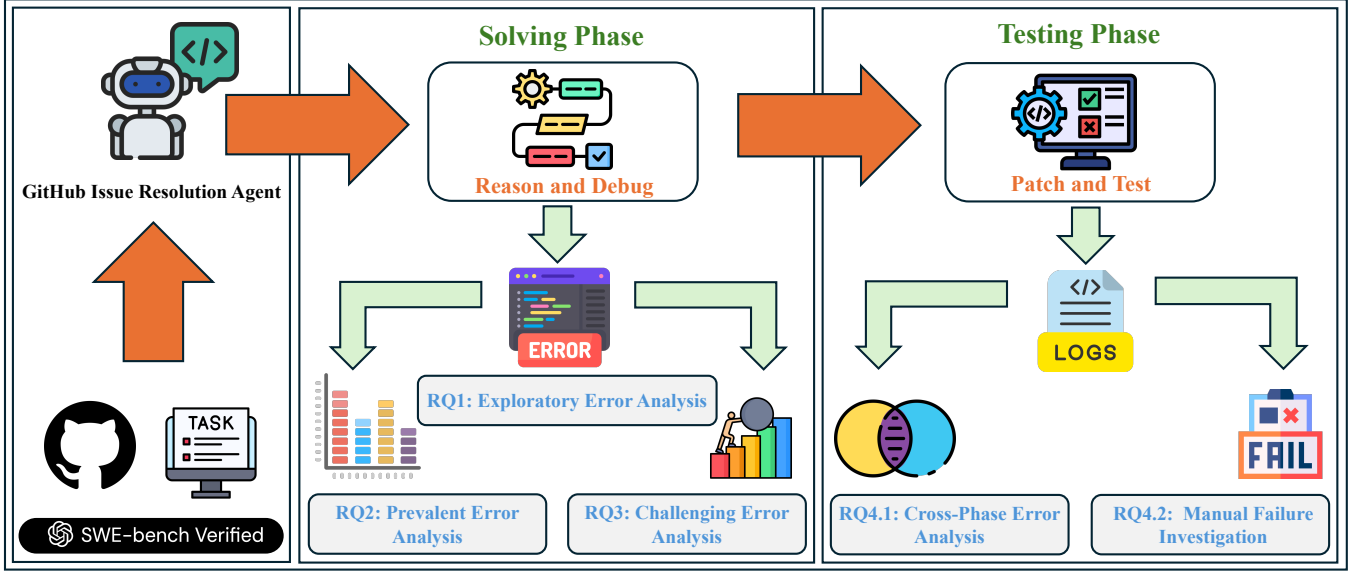 </>
GitHub Issue Resolution Agent
TASK
SWE-bench Verified
Solving Phase
Reason and Debug
ERROR
RQ1: Exploratory Error Analysis
RQ2: Prevalent Error
Analysis
RQ3: Challenging Error
Analysis
Testing Phase
</>
Patch and Test
</>
LOGS
FAIL
RQ4.1: Cross-Phase Error
Analysis
RQ4.2: Manual Failure
Investigation